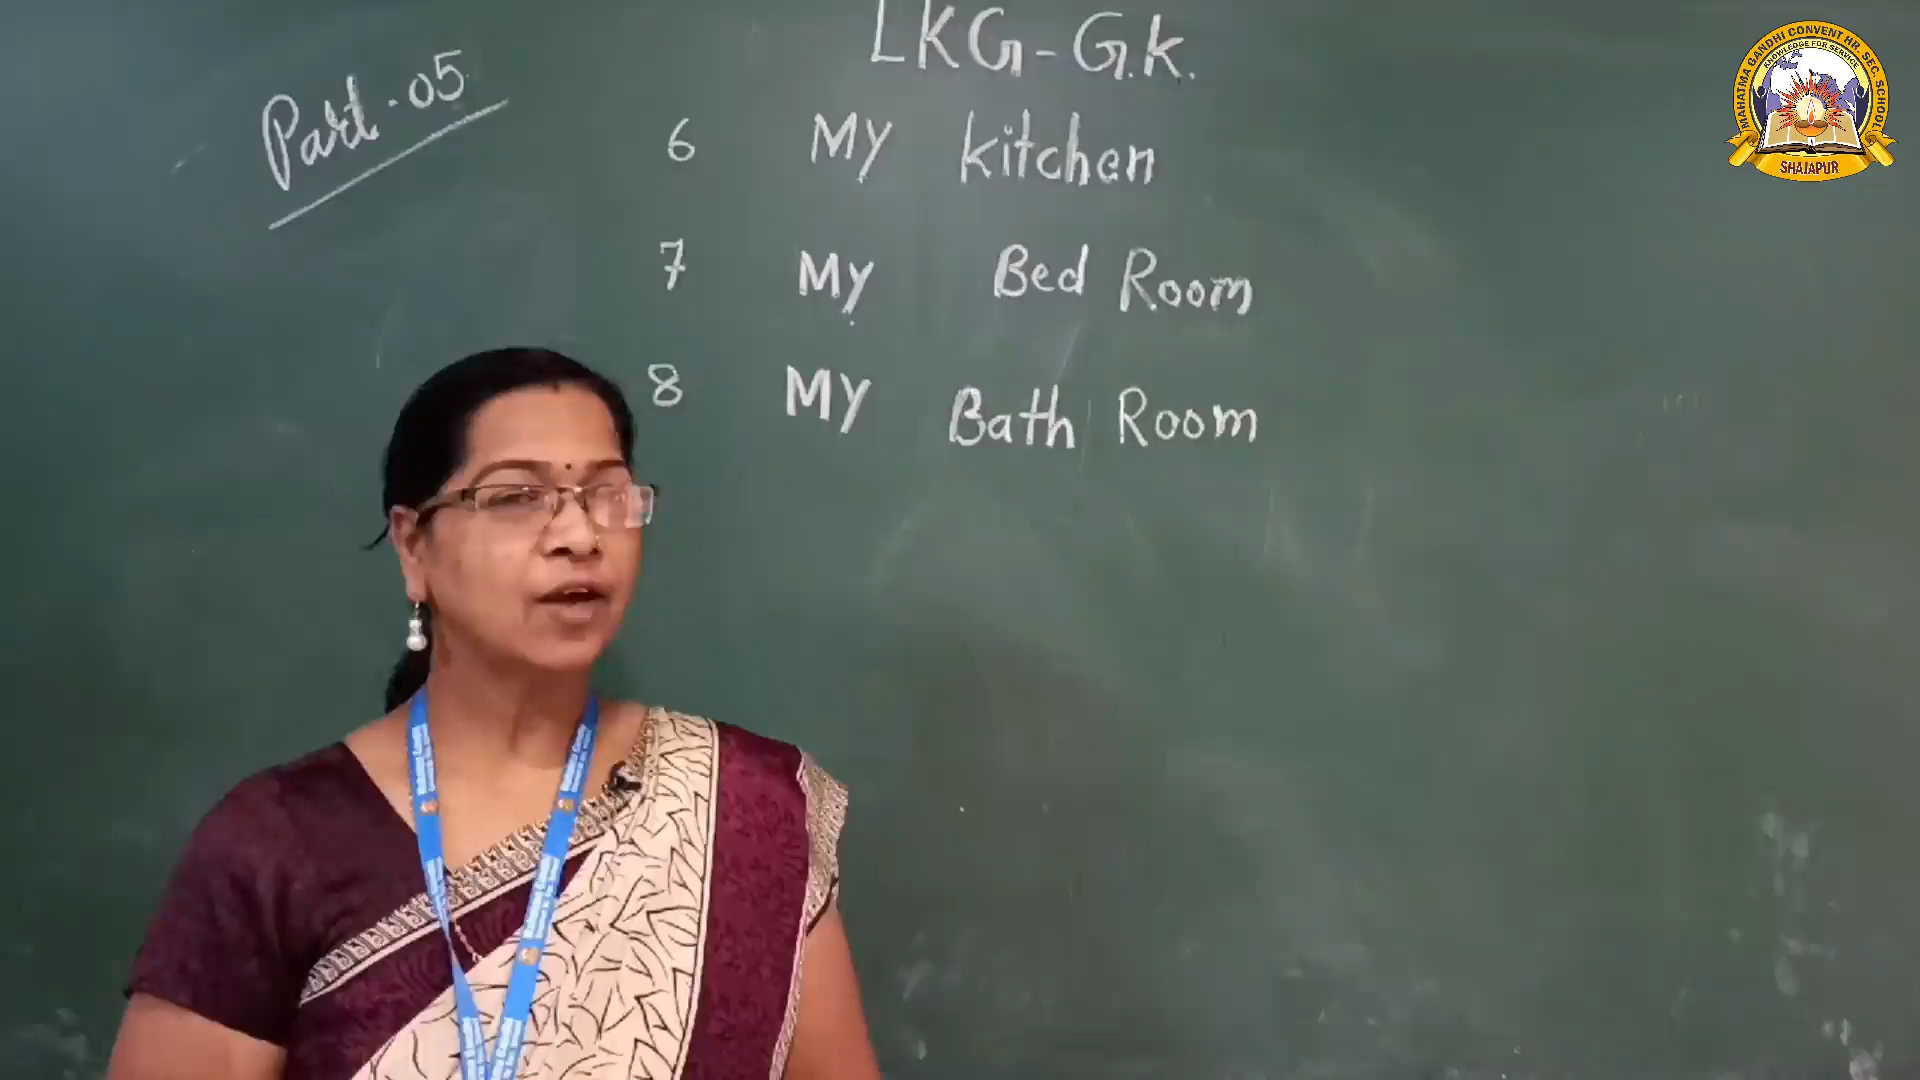 LKG-G.K.
Part-05
6 My kitchen
7 My Bed Room
8 My Bath Room
MAHATMA GANDHI CONVENT HR. SEC. SCHOOL
KNOWLEDGE FOR SERVICE
SHAJAPUR